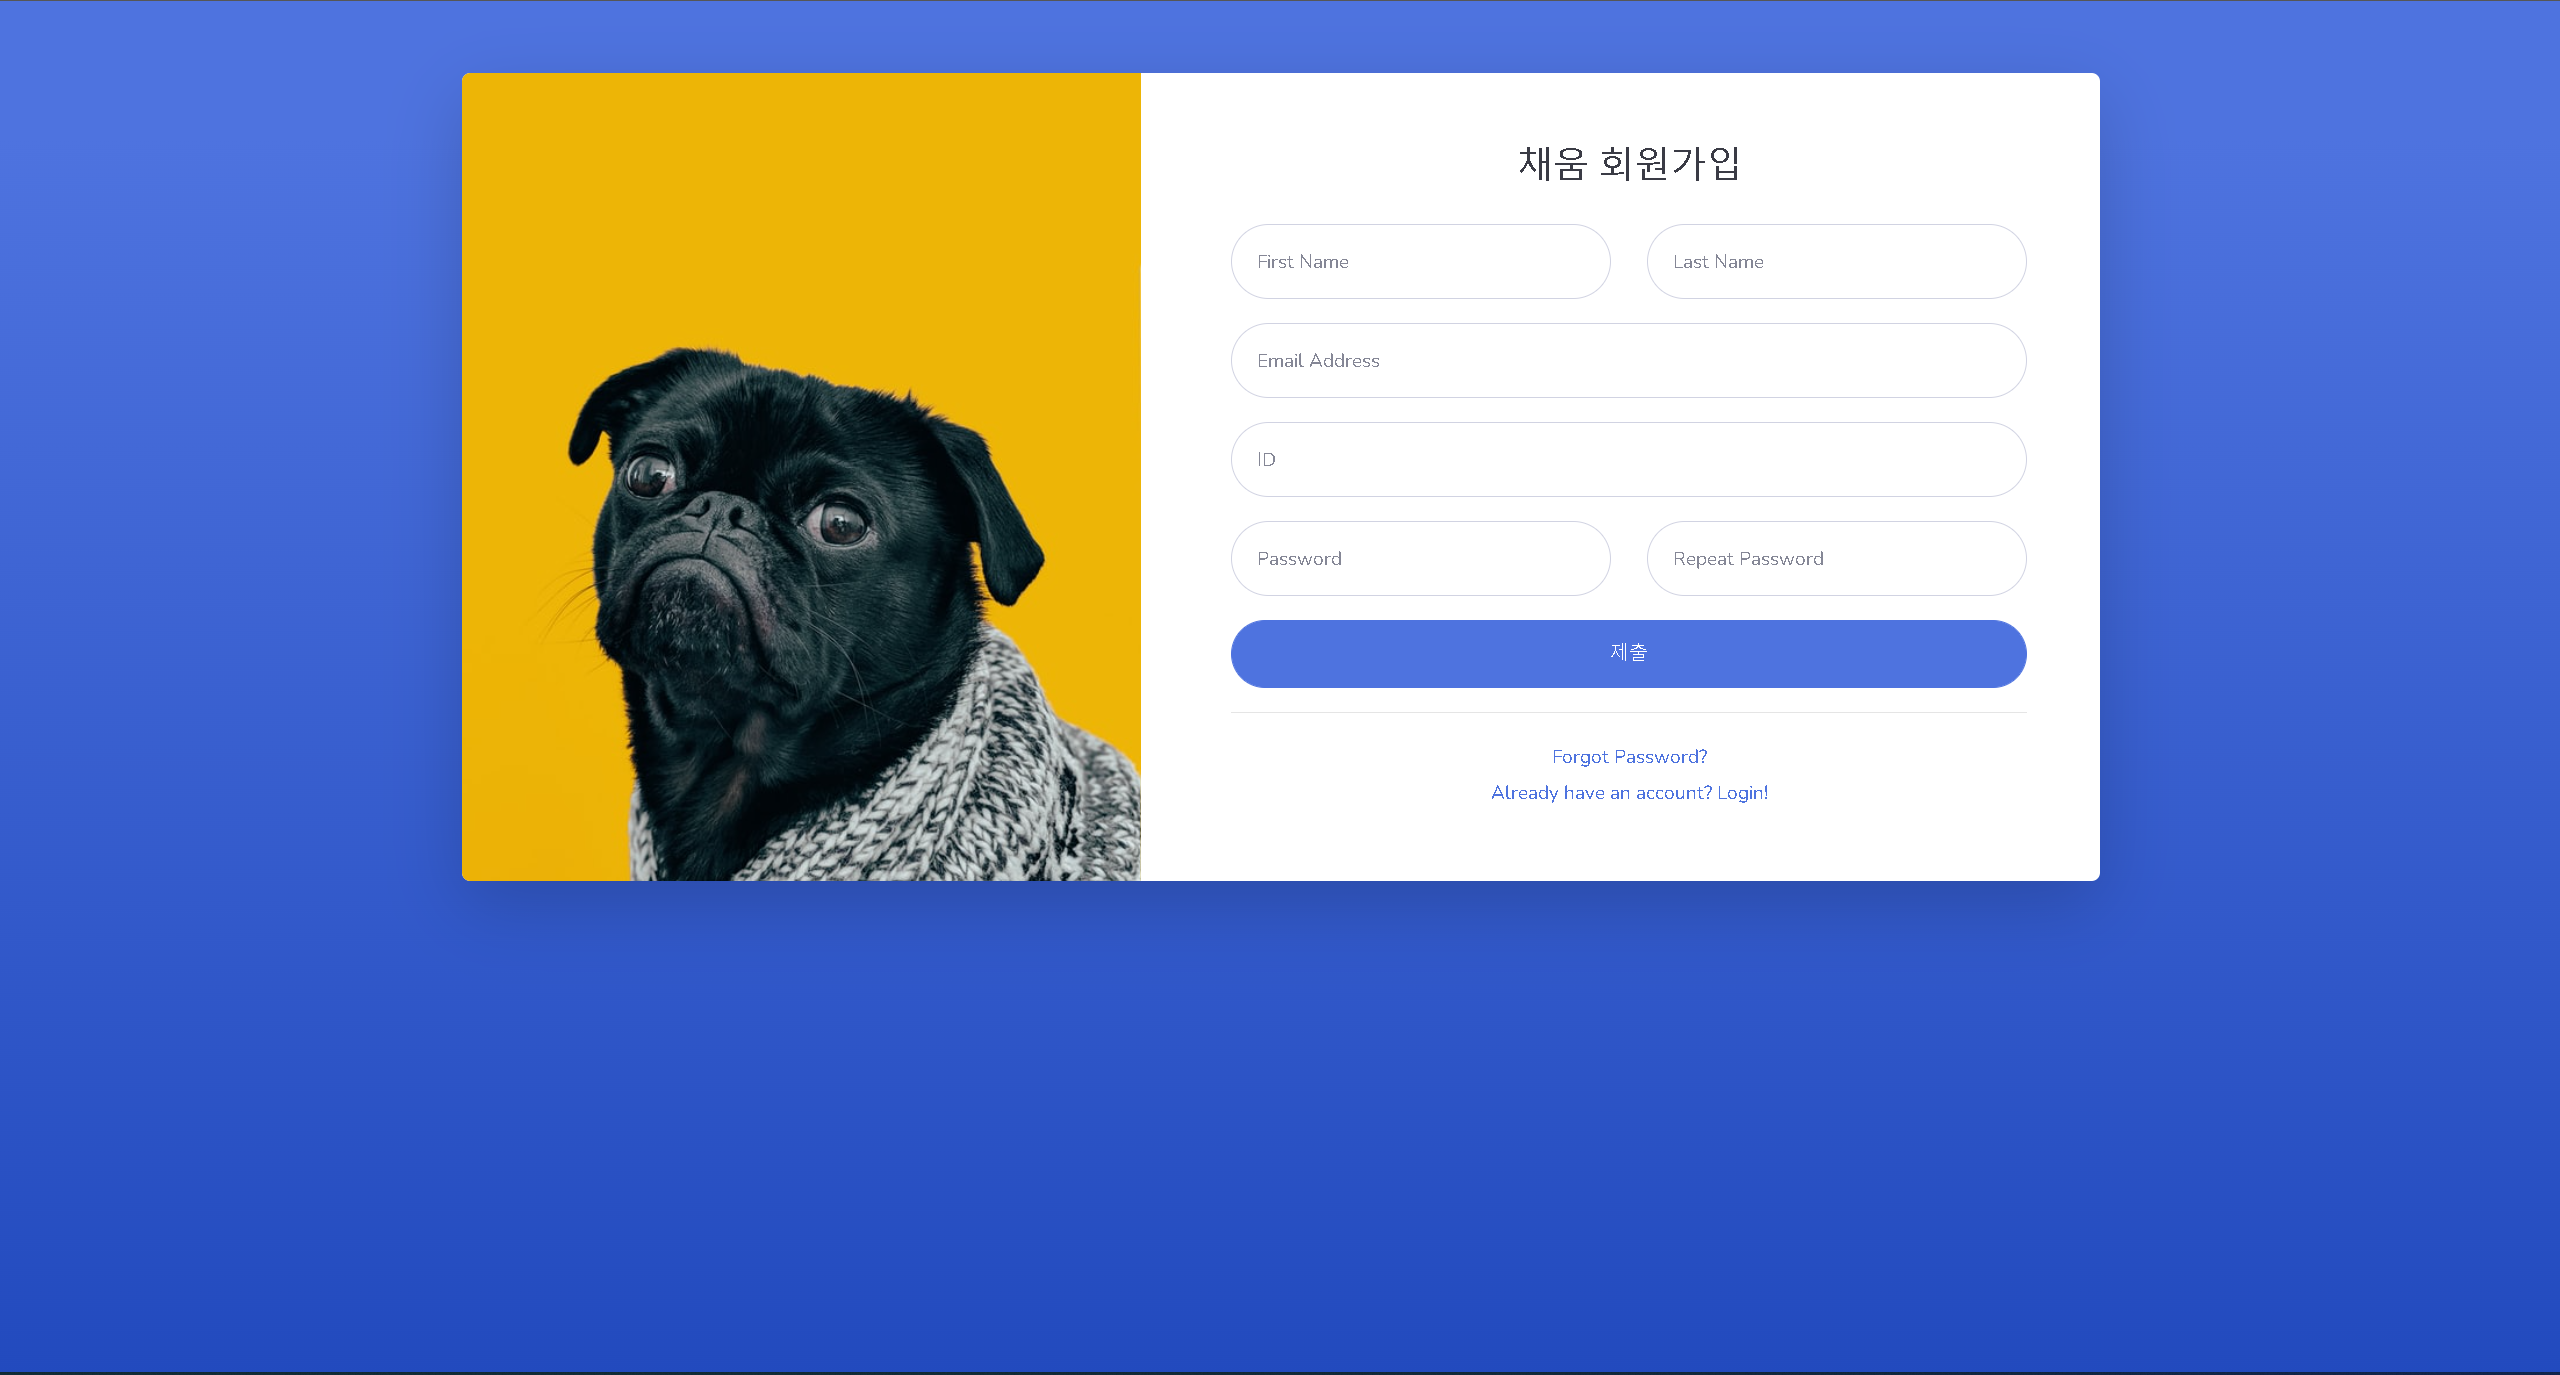 채움 회원가입
First Name
Last Name
Email Address
ID
Password
Repeat Password
제출
Forgot Password?
Already have an account? Login!